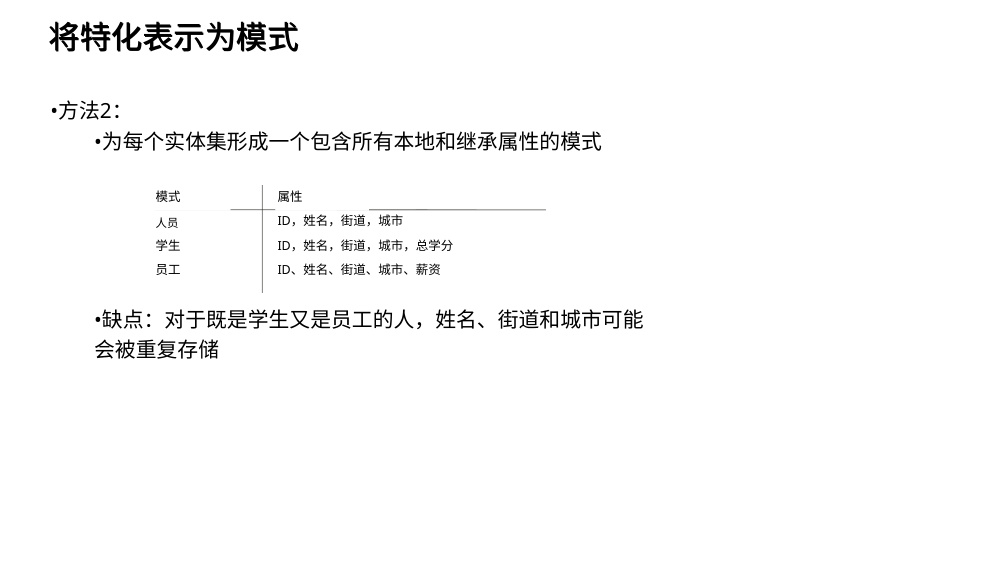 将特化表示为模式
•方法2：
•为每个实体集形成一个包含所有本地和继承属性的模式
模式 属性
人员 ID，姓名，街道，城市
学生 ID，姓名，街道，城市，总学分
员工 ID、姓名、街道、城市、薪资
•缺点：对于既是学生又是员工的人，姓名、街道和城市可能
会被重复存储